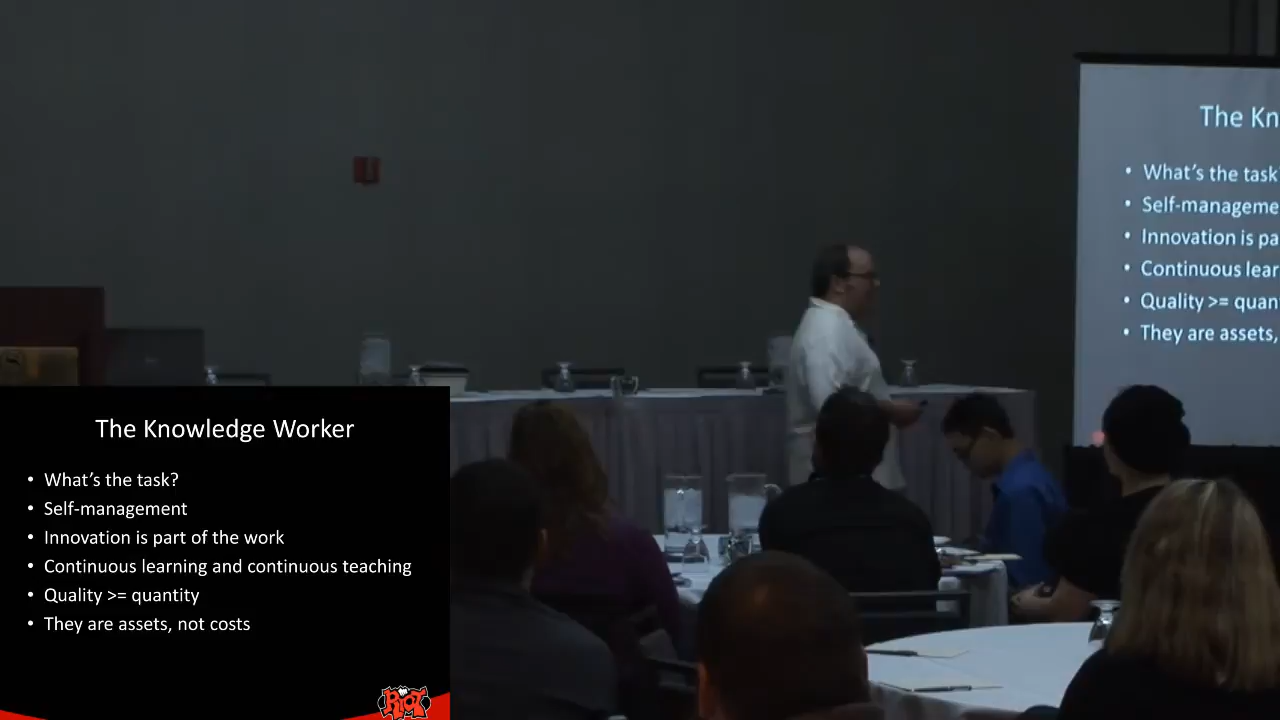 The Kn
What's the task
Self-manageme
Innovation is pa
Continuous lear
Quality >= quan
They are assets,
The Knowledge Worker
What's the task?
Self-management
Innovation is part of the work
Continuous learning and continuous teaching
Quality >= quantity
They are assets, not costs
RIOT